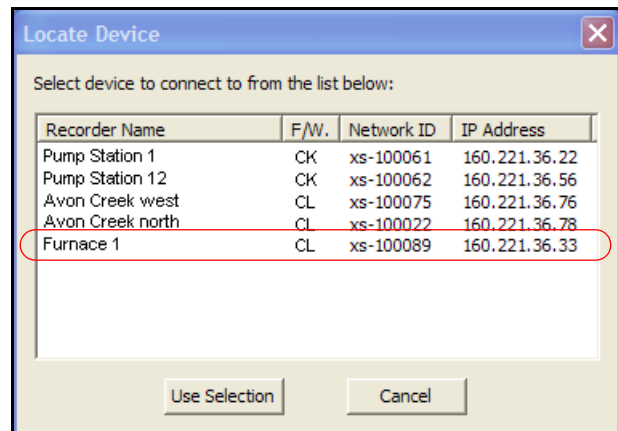 Locate Device
Select device to connect to from the list below:
Recorder Name F/W. Network ID IP Address
Pump Station 1 CK xs-100061 160.221.36.22
Pump Station 12 CK xs-100062 160.221.36.56
Avon Creek west CL xs-100075 160.221.36.76
Avon Creek north CL xs-100022 160.221.36.78
Furnace 1 CL xs-100089 160.221.36.33
Use Selection Cancel